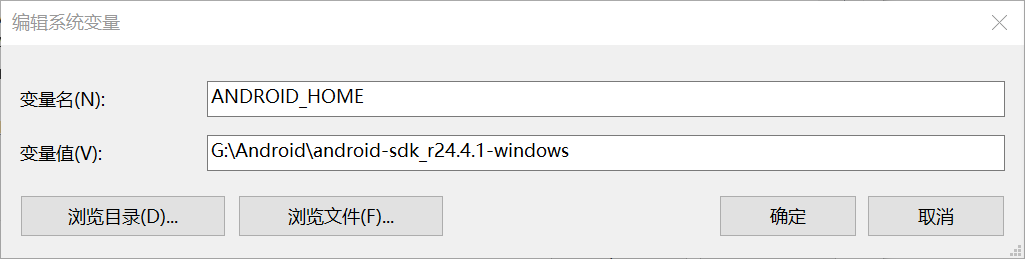 编辑系统变量
变量名(N): ANDROID_HOME
变量值(V): G:\Android\android-sdk_r24.4.1-windows
浏览目录(D)... 浏览文件(F)... 确定 取消